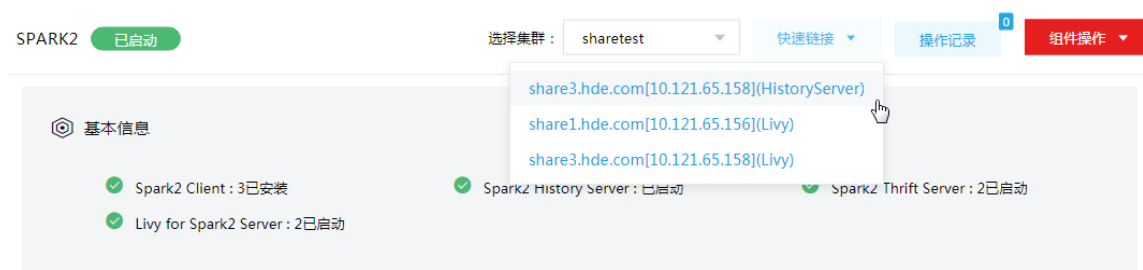 SPARK2 已启动 选择集群： sharetest 快速链接 操作记录 0 组件操作
share3.hde.com[10.121.65.158](HistoryServer)
share1.hde.com[10.121.65.156](Livy)
share3.hde.com[10.121.65.158](Livy)
基本信息
Spark2 Client : 3已安装 Spark2 History Server : 已启动 Spark2 Thrift Server : 2已启动
Livy for Spark2 Server : 2已启动